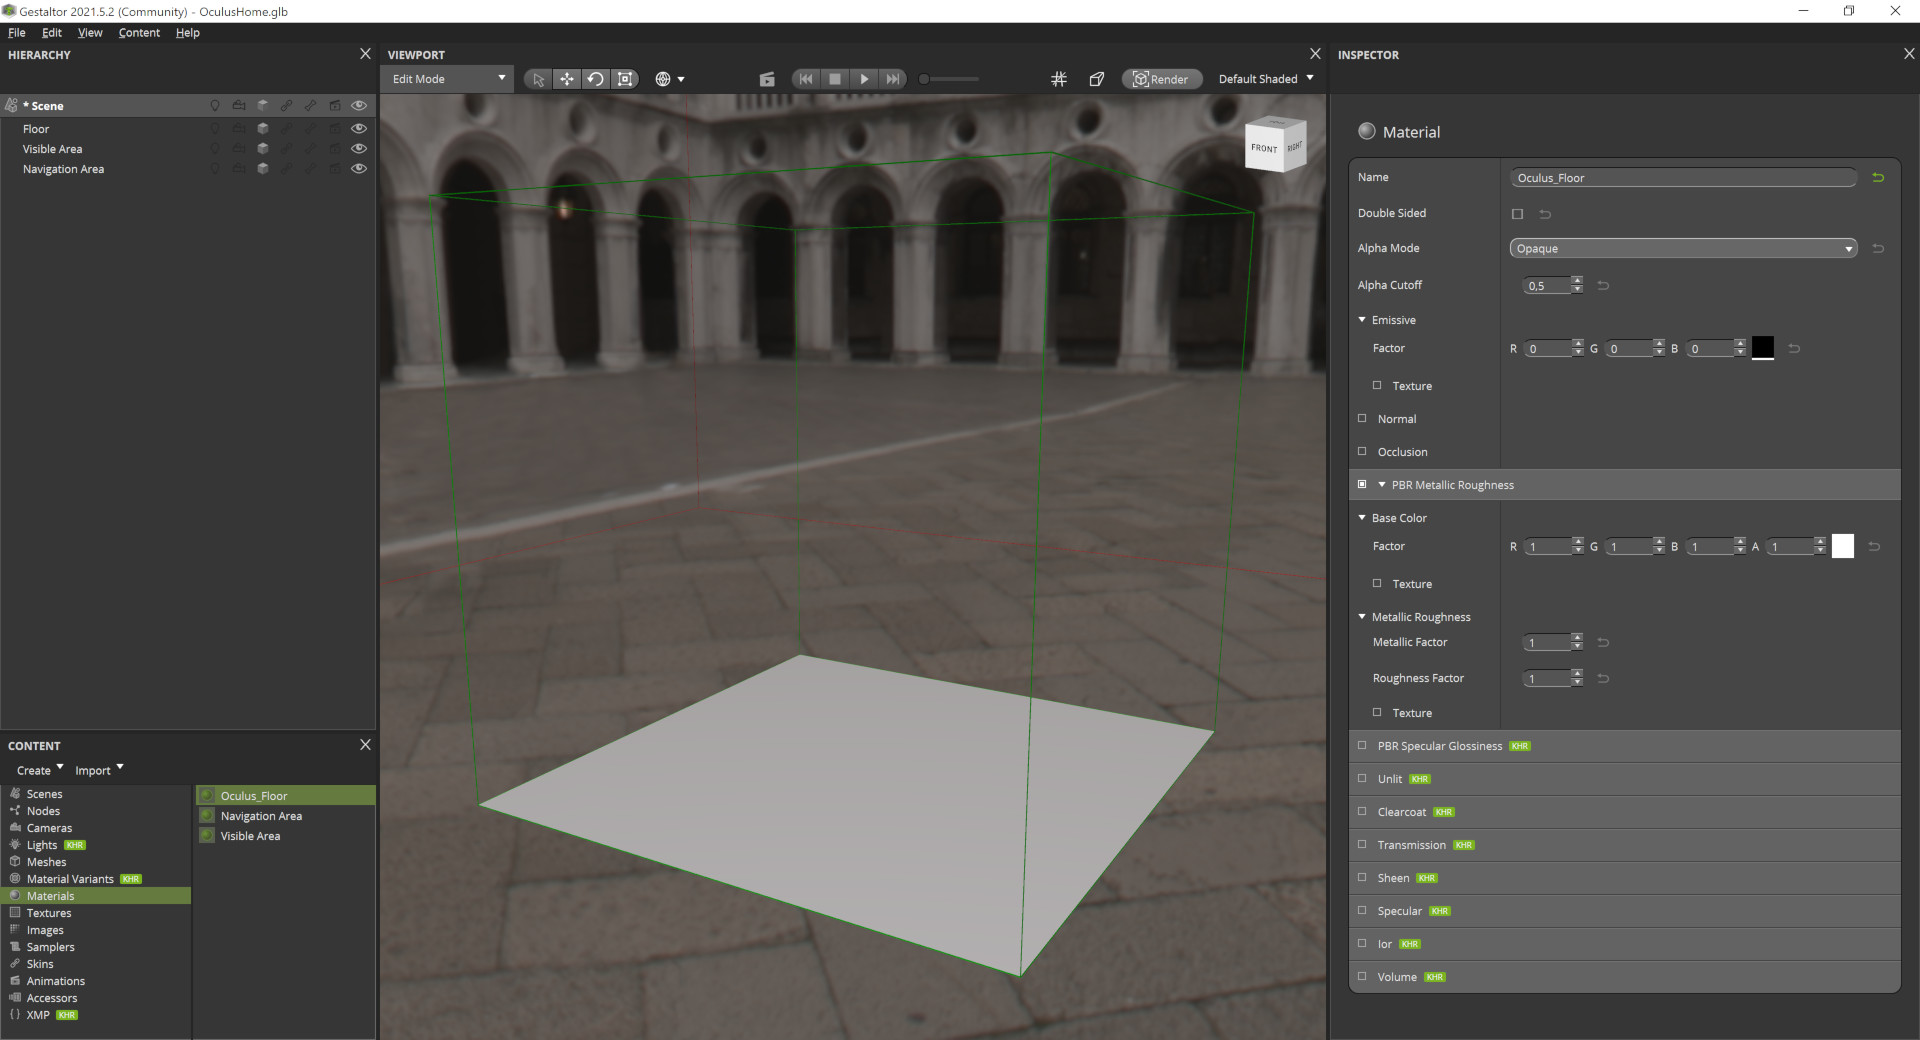 Gestaltor 2021.5.2 (Community) - OculusHome.glb
File Edit View Content Help
HIERARCHY
* Scene
Floor
Visible Area
Navigation Area
CONTENT
Create Import
Scenes
Nodes
Cameras
Lights KHR
Meshes
Material Variants KHR
Materials
Textures
Images
Samplers
Skins
Animations
Accessors
XMP KHR
Oculus_Floor
Navigation Area
Visible Area
VIEWPORT
Edit Mode
Render
Default Shaded
FRONT
RIGHT
INSPECTOR
Material
Name Oculus_Floor
Double Sided
Alpha Mode Opaque
Alpha Cutoff 0,5
Emissive
Factor R 0 G 0 B 0
Texture
Normal
Occlusion
PBR Metallic Roughness
Base Color
Factor R 1 G 1 B 1 A 1
Texture
Metallic Roughness
Metallic Factor 1
Roughness Factor 1
Texture
PBR Specular Glossiness KHR
Unlit KHR
Clearcoat KHR
Transmission KHR
Sheen KHR
Specular KHR
Ior KHR
Volume KHR